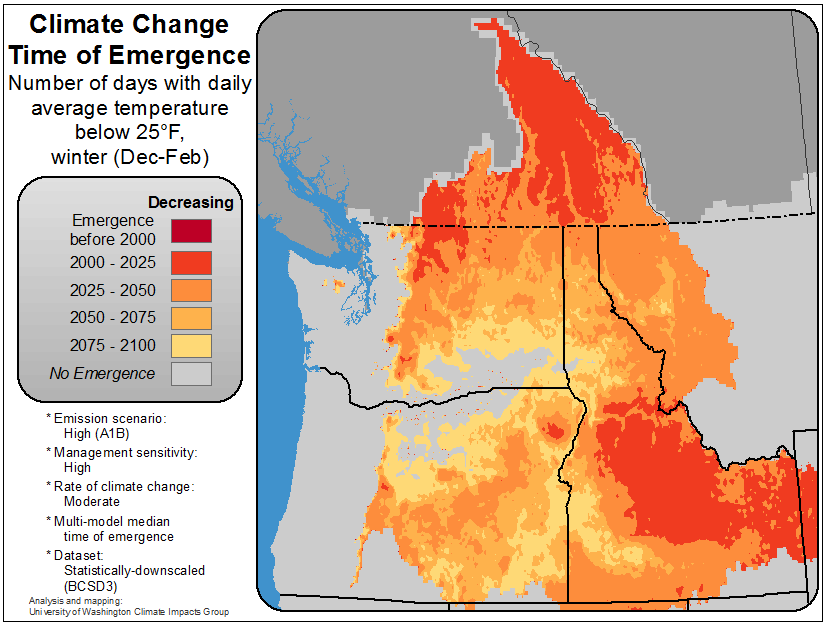 Climate Change
Time of Emergence
Number of days with daily
average temperature
below 25°F,
winter (Dec-Feb)
Decreasing
Emergence
before 2000
2000 - 2025
2025 - 2050
2050 - 2075
2075 - 2100
No Emergence
* Emission scenario:
High (A1B)
* Management sensitivity:
High
* Rate of climate change:
Moderate
* Multi-model median
time of emergence
* Dataset:
Statistically-downscaled
(BCSD3)
Analysis and mapping:
University of Washington Climate Impacts Group